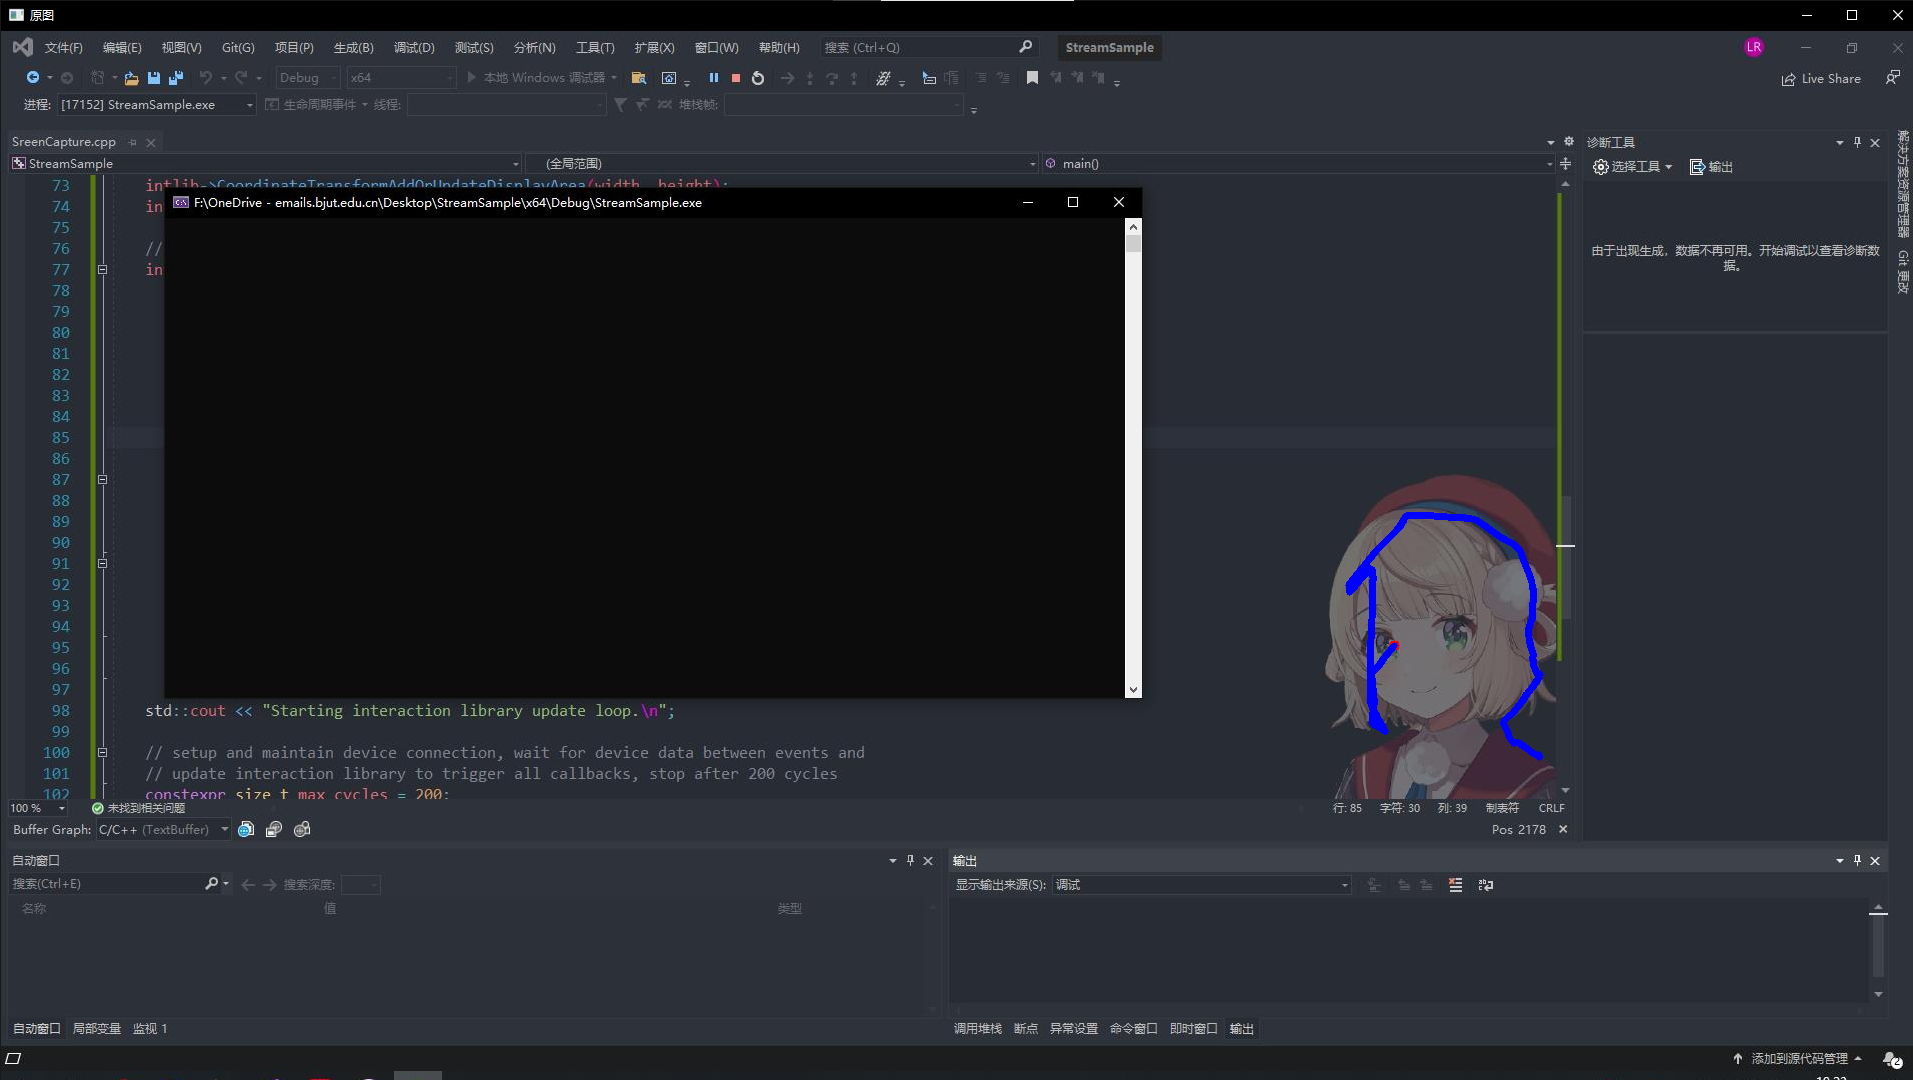 原图
文件(F) 编辑(E) 视图(V) Git(G) 项目(P) 生成(B) 调试(D) 测试(S) 分析(N) 工具(T) 扩展(X) 窗口(W) 帮助(H) 搜索 (Ctrl+Q) StreamSample LR
Debug x64 本地 Windows 调试器 Live Share
进程: [17152] StreamSample.exe 生命周期事件 线程: 堆栈帧:
SreenCapture.cpp
StreamSample (全局范围) main()
诊断工具
选择工具 输出
由于出现生成，数据不再可用。开始调试以查看诊断数
据。
解决方案资源管理器
Git 更改
73 intlib->CoordinateTransformAddOrUpdateDisplayArea(width, height);
F:\OneDrive - emails.bjut.edu.cn\Desktop\StreamSample\x64\Debug\StreamSample.exe
74 in
75
76 //
77 in
78
79
80
81
82
83
84
85
86
87
88
89
90
91
92
93
94
95
96
97
98 std::cout << "Starting interaction library update loop.\n";
99
100 // setup and maintain device connection, wait for device data between events and
101 // update interaction library to trigger all callbacks, stop after 200 cycles
102 constexpr size_t max_cycles = 200;
100 % 未找到相关问题 行: 85 字符: 30 列: 39 制表符 CRLF
Buffer Graph: C/C++ (TextBuffer) Pos 2178
自动窗口
搜索(Ctrl+E) 搜索深度:
名称 值 类型
自动窗口 局部变量 监视 1
输出
显示输出来源(S): 调试
调用堆栈 断点 异常设置 命令窗口 即时窗口 输出
添加到源代码管理 2